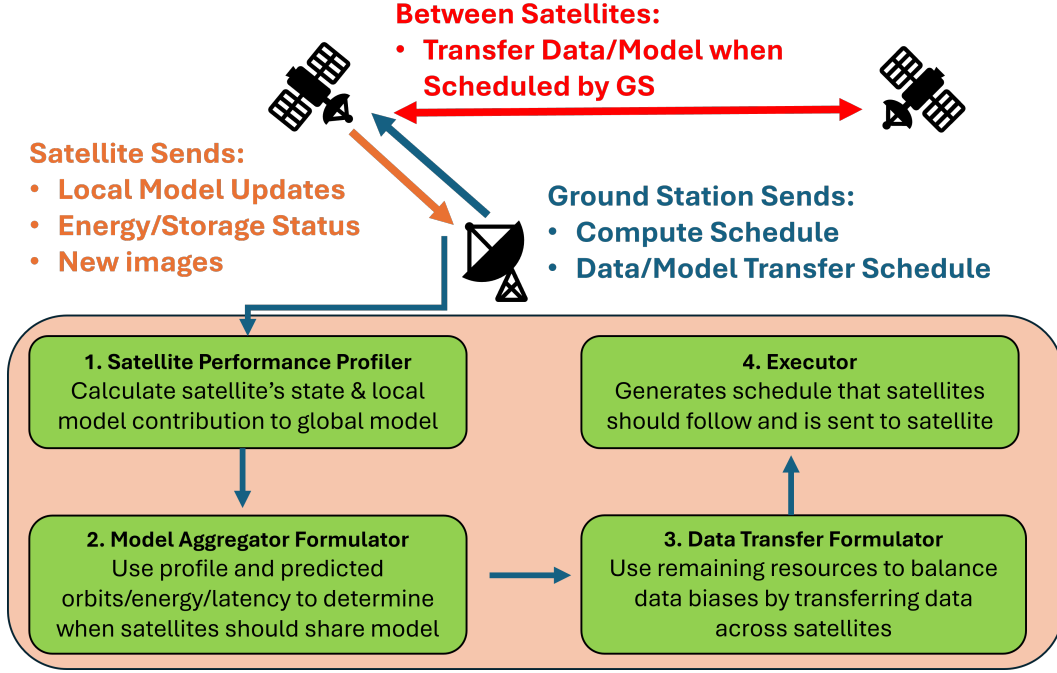 Between Satellites:
• Transfer Data/Model when
Scheduled by GS
Satellite Sends:
• Local Model Updates
• Energy/Storage Status
• New images
Ground Station Sends:
• Compute Schedule
• Data/Model Transfer Schedule
1. Satellite Performance Profiler
Calculate satellite's state & local
model contribution to global model
2. Model Aggregator Formulator
Use profile and predicted
orbits/energy/latency to determine
when satellites should share model
3. Data Transfer Formulator
Use remaining resources to balance
data biases by transferring data
across satellites
4. Executor
Generates schedule that satellites
should follow and is sent to satellite